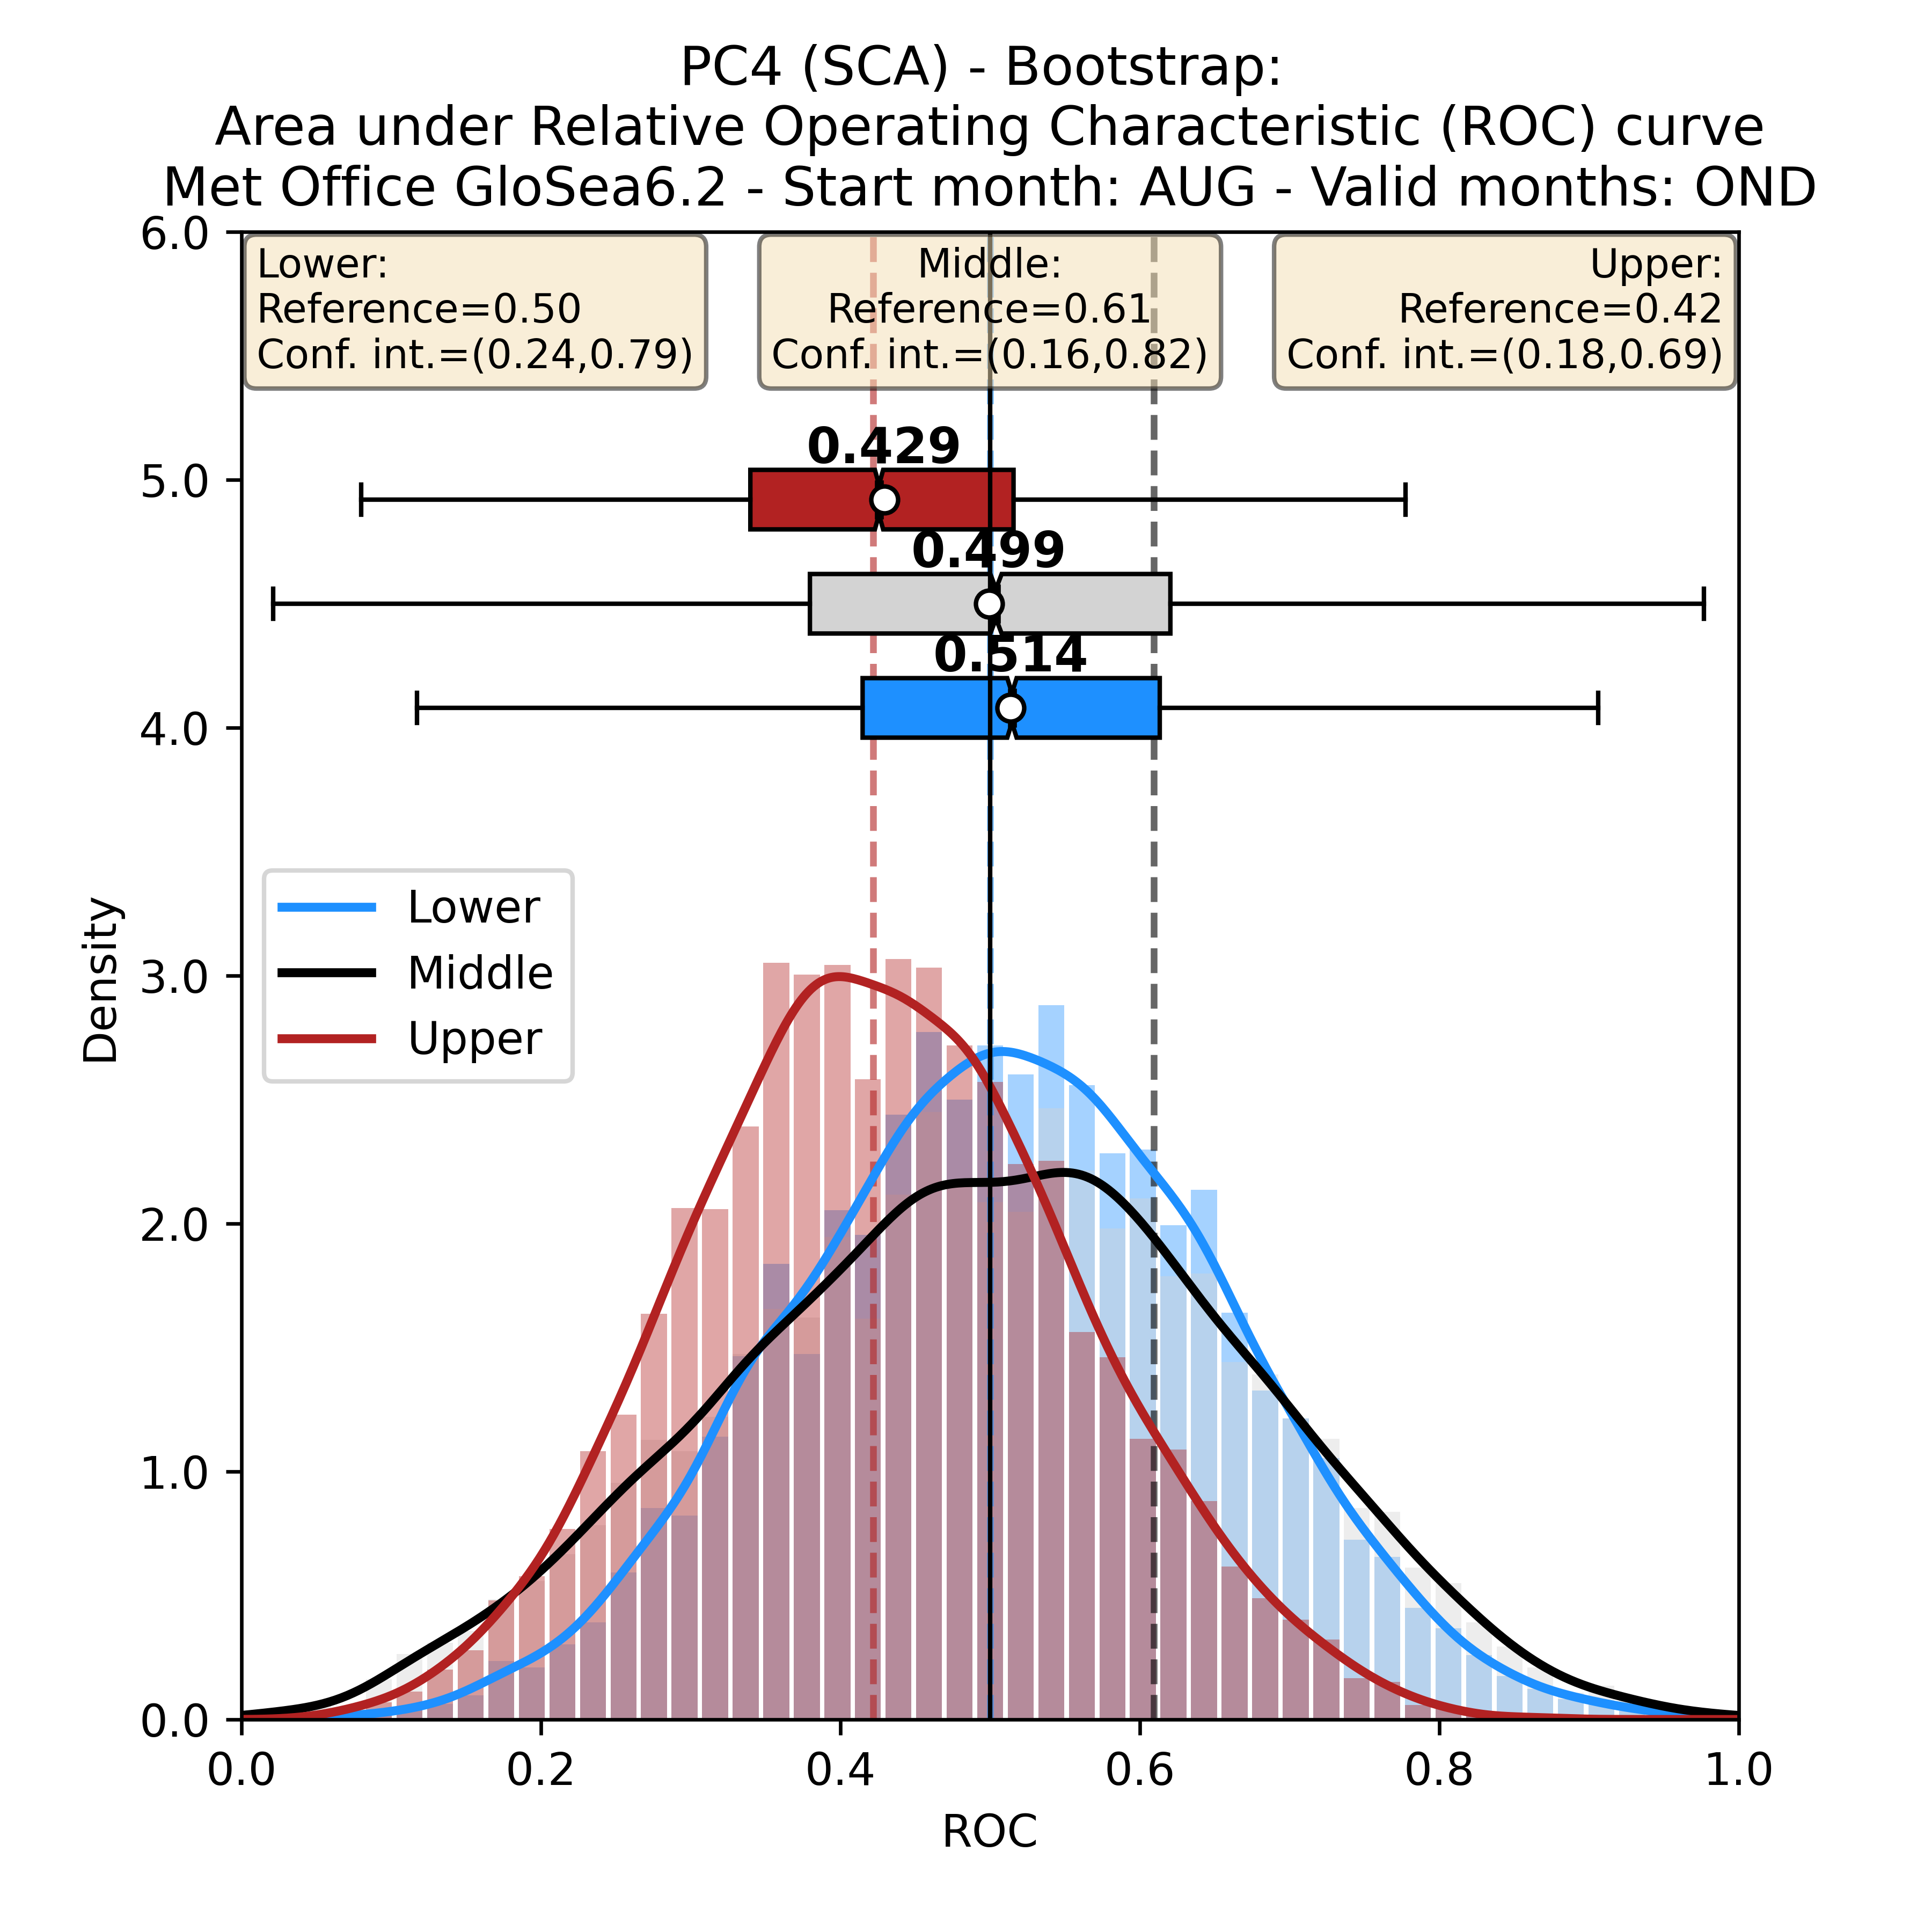 PC4 (SCA) - Bootstrap:
Area under Relative Operating Characteristic (ROC) curve
Met Office GloSea6.2 - Start month: AUG - Valid months: OND
Lower:
Reference=0.50
Conf. int.=(0.24,0.79)
Middle:
Reference=0.61
Conf. int.=(0.16,0.82)
Upper:
Reference=0.42
Conf. int.=(0.18,0.69)
0.429
0.499
0.514
6.0
5.0
4.0
3.0
2.0
1.0
0.0
Density
Lower
Middle
Upper
0.0
0.2
0.4
0.6
0.8
1.0
ROC